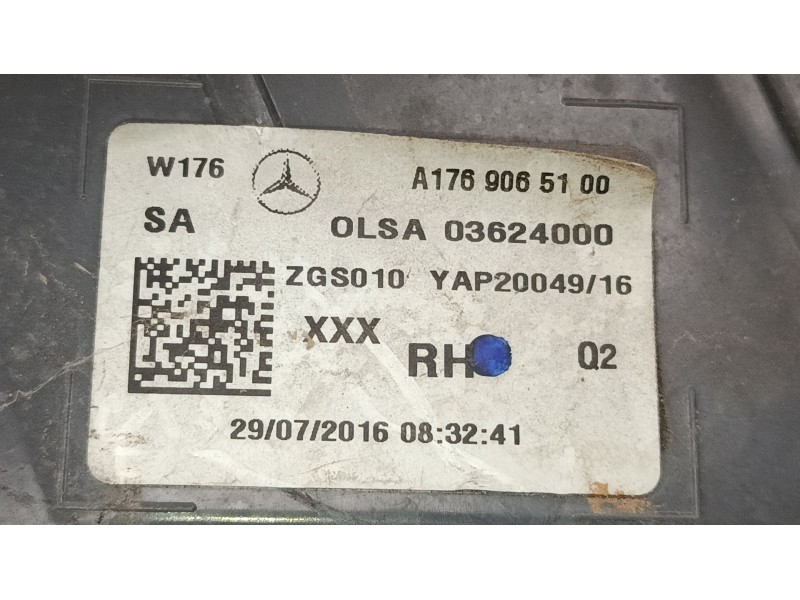 W176 A176 906 51 00
SA OLSA 03624000
ZGS010 YAP20049/16
XXX RH Q2
29/07/2016 08:32:41